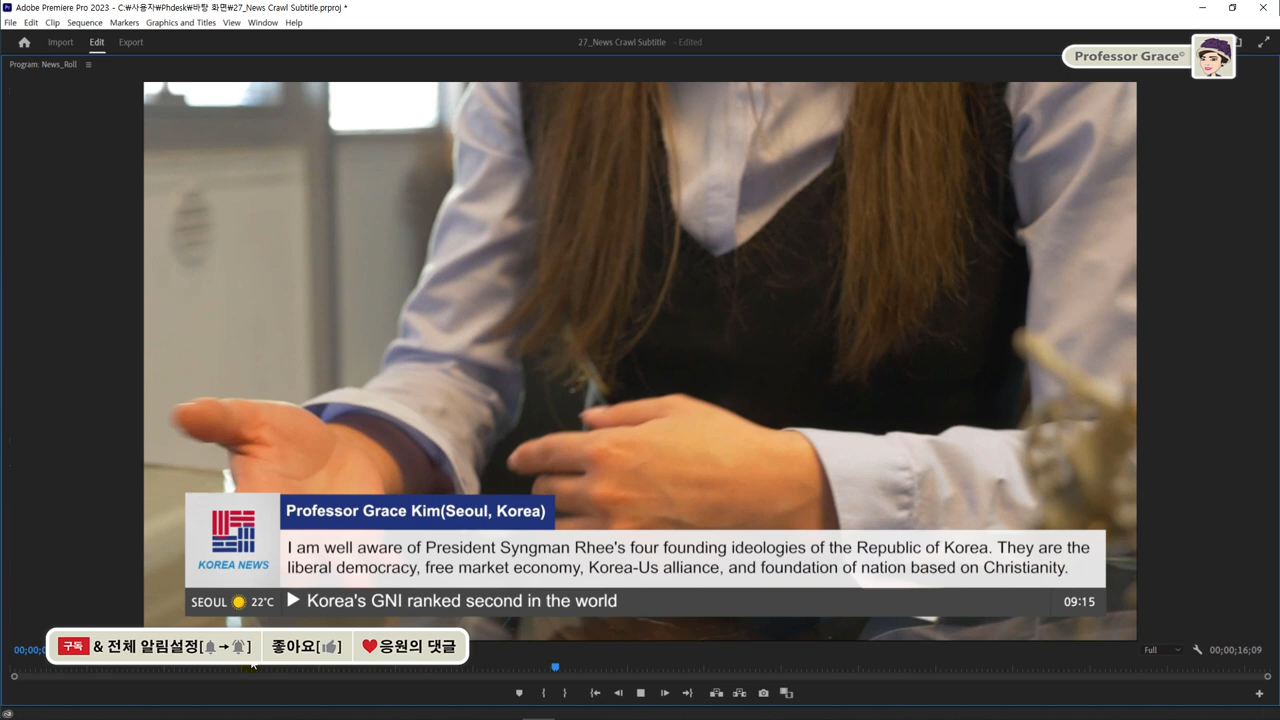 Adobe Premiere Pro 2023 - C:₩사용자₩Phdesk₩바탕 화면₩27_News Crawl Subtitle.prproj *
File Edit Clip Sequence Markers Graphics and Titles View Window Help
Import Edit Export
27_News Crawl Subtitle - Edited
Professor Grace©
Program: News_Roll
Professor Grace Kim(Seoul, Korea)
I am well aware of President Syngman Rhee's four founding ideologies of the Republic of Korea. They are the
liberal democracy, free market economy, Korea-Us alliance, and foundation of nation based on Christianity.
KOREA NEWS
SEOUL 22℃ ▶ Korea's GNI ranked second in the world 09:15
구독 & 전체 알림설정[🔔→🔔] 좋아요[👍] ❤응원의 댓글
00;00;0
Full 00;00;16;09